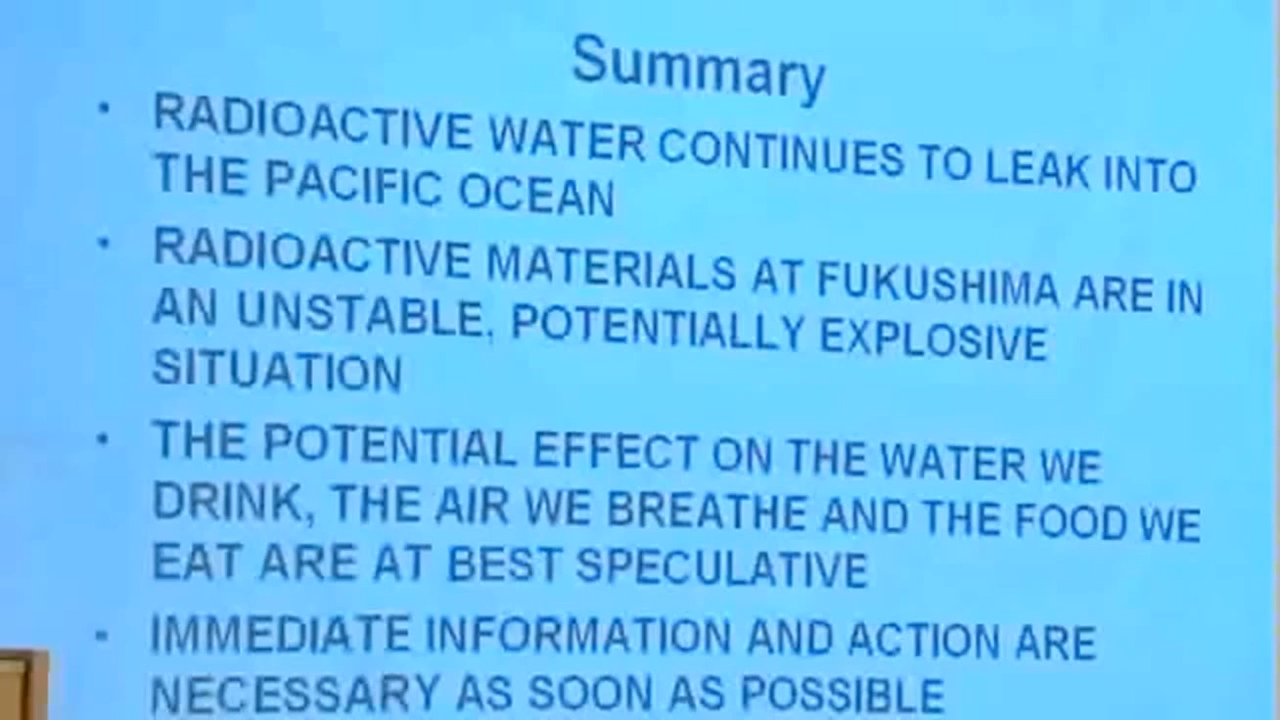 Summary
• RADIOACTIVE WATER CONTINUES TO LEAK INTO
THE PACIFIC OCEAN
• RADIOACTIVE MATERIALS AT FUKUSHIMA ARE IN
AN UNSTABLE, POTENTIALLY EXPLOSIVE
SITUATION
• THE POTENTIAL EFFECT ON THE WATER WE
DRINK, THE AIR WE BREATHE AND THE FOOD WE
EAT ARE AT BEST SPECULATIVE
• IMMEDIATE INFORMATION AND ACTION ARE
NECESSARY AS SOON AS POSSIBLE